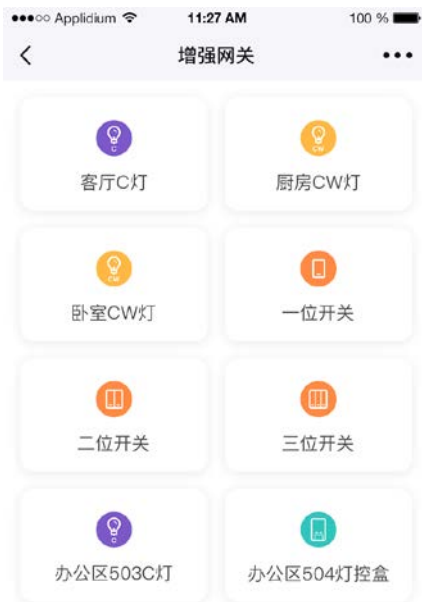 ●●●○○ Applidium 11:27 AM 100 %
增强网关
客厅C灯 厨房CW灯
卧室CW灯 一位开关
二位开关 三位开关
办公区503C灯 办公区504灯控盒